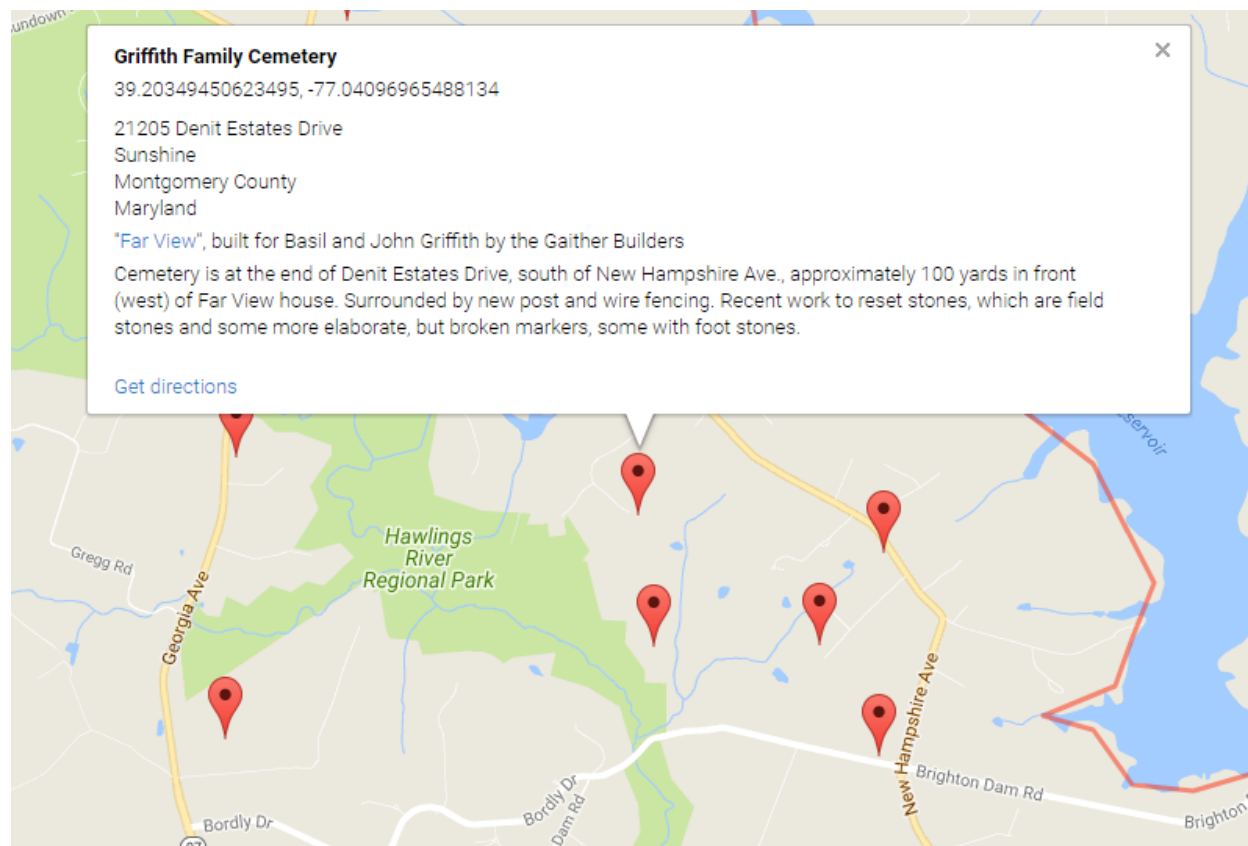 Sundown
Griffith Family Cemetery
39.20349450623495, -77.04096965488134
21205 Denit Estates Drive
Sunshine
Montgomery County
Maryland
"Far View", built for Basil and John Griffith by the Gaither Builders
Cemetery is at the end of Denit Estates Drive, south of New Hampshire Ave., approximately 100 yards in front
(west) of Far View house. Surrounded by new post and wire fencing. Recent work to reset stones, which are field
stones and some more elaborate, but broken markers, some with foot stones.
Get directions
Hawlings
River
Regional Park
Gregg Rd
Georgia Ave
New Hampshire Ave
Brighton Dam Rd
Brighton
Bordly Dr
Bordly Dr
Dam Rd